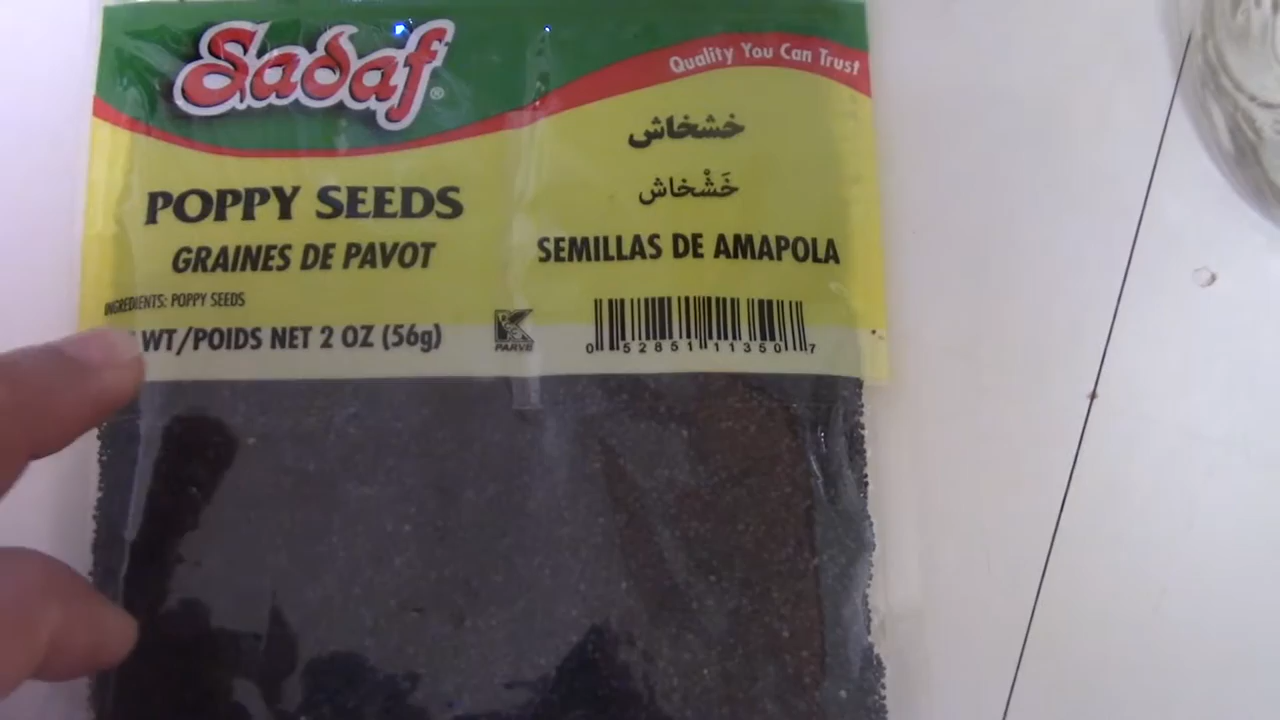 Sadaf®
Quality You Can Trust
خشخاش
خَشْخاش
POPPY SEEDS
GRAINES DE PAVOT
SEMILLAS DE AMAPOLA
INGREDIENTS: POPPY SEEDS
WT/POIDS NET 2 OZ (56g)
K
PARVE
0 52851 11350 7